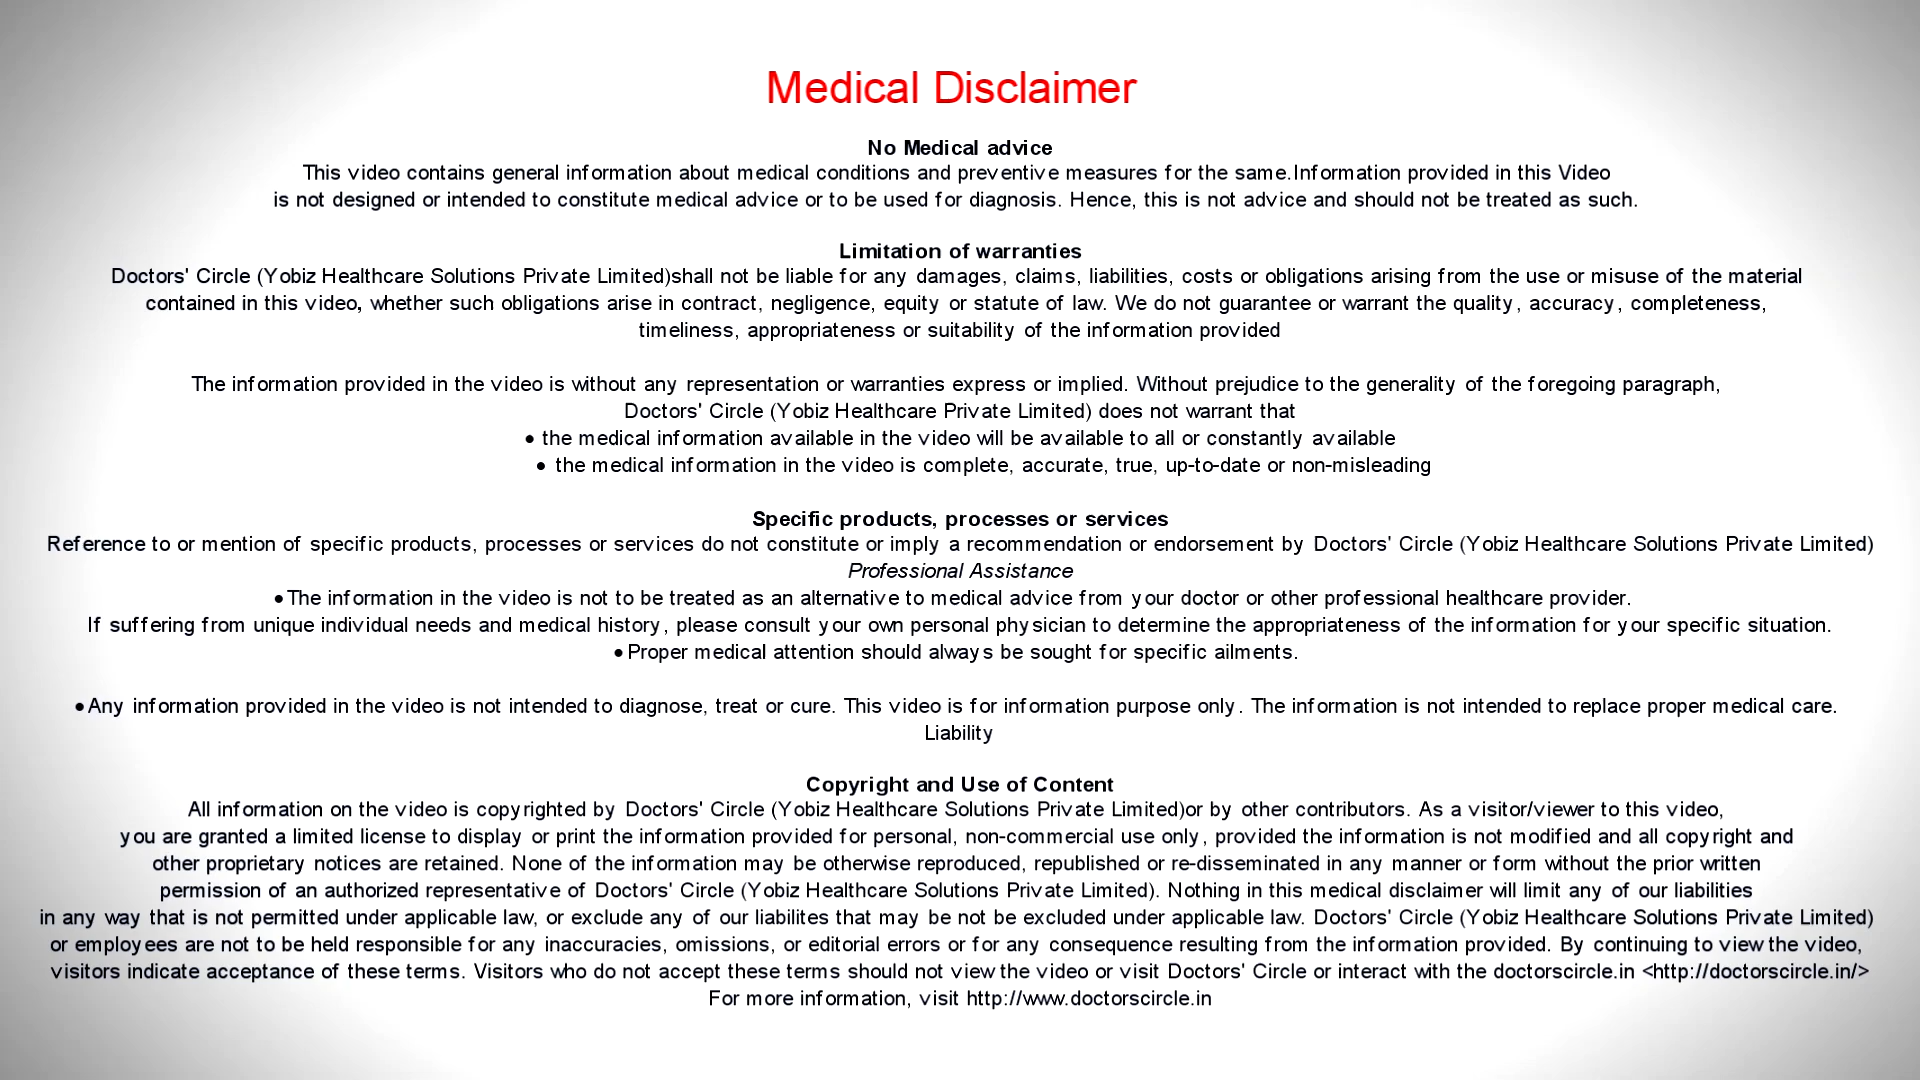 Medical Disclaimer
No Medical advice
This video contains general information about medical conditions and preventive measures for the same.Information provided in this Video
is not designed or intended to constitute medical advice or to be used for diagnosis. Hence, this is not advice and should not be treated as such.
Limitation of warranties
Doctors' Circle (Yobiz Healthcare Solutions Private Limited)shall not be liable for any damages, claims, liabilities, costs or obligations arising from the use or misuse of the material
contained in this video, whether such obligations arise in contract, negligence, equity or statute of law. We do not guarantee or warrant the quality, accuracy, completeness,
timeliness, appropriateness or suitability of the information provided
The information provided in the video is without any representation or warranties express or implied. Without prejudice to the generality of the foregoing paragraph,
Doctors' Circle (Yobiz Healthcare Private Limited) does not warrant that
• the medical information available in the video will be available to all or constantly available
• the medical information in the video is complete, accurate, true, up-to-date or non-misleading
Specific products, processes or services
Reference to or mention of specific products, processes or services do not constitute or imply a recommendation or endorsement by Doctors' Circle (Yobiz Healthcare Solutions Private Limited)
Professional Assistance
•The information in the video is not to be treated as an alternative to medical advice from your doctor or other professional healthcare provider.
If suffering from unique individual needs and medical history, please consult your own personal physician to determine the appropriateness of the information for your specific situation.
•Proper medical attention should always be sought for specific ailments.
•Any information provided in the video is not intended to diagnose, treat or cure. This video is for information purpose only. The information is not intended to replace proper medical care.
Liability
Copyright and Use of Content
All information on the video is copyrighted by Doctors' Circle (Yobiz Healthcare Solutions Private Limited)or by other contributors. As a visitor/viewer to this video,
you are granted a limited license to display or print the information provided for personal, non-commercial use only, provided the information is not modified and all copyright and
other proprietary notices are retained. None of the information may be otherwise reproduced, republished or re-disseminated in any manner or form without the prior written
permission of an authorized representative of Doctors' Circle (Yobiz Healthcare Solutions Private Limited). Nothing in this medical disclaimer will limit any of our liabilities
in any way that is not permitted under applicable law, or exclude any of our liabilites that may be not be excluded under applicable law. Doctors' Circle (Yobiz Healthcare Solutions Private Limited)
or employees are not to be held responsible for any inaccuracies, omissions, or editorial errors or for any consequence resulting from the information provided. By continuing to view the video,
visitors indicate acceptance of these terms. Visitors who do not accept these terms should not view the video or visit Doctors' Circle or interact with the doctorscircle.in <http://doctorscircle.in/>
For more information, visit http://www.doctorscircle.in